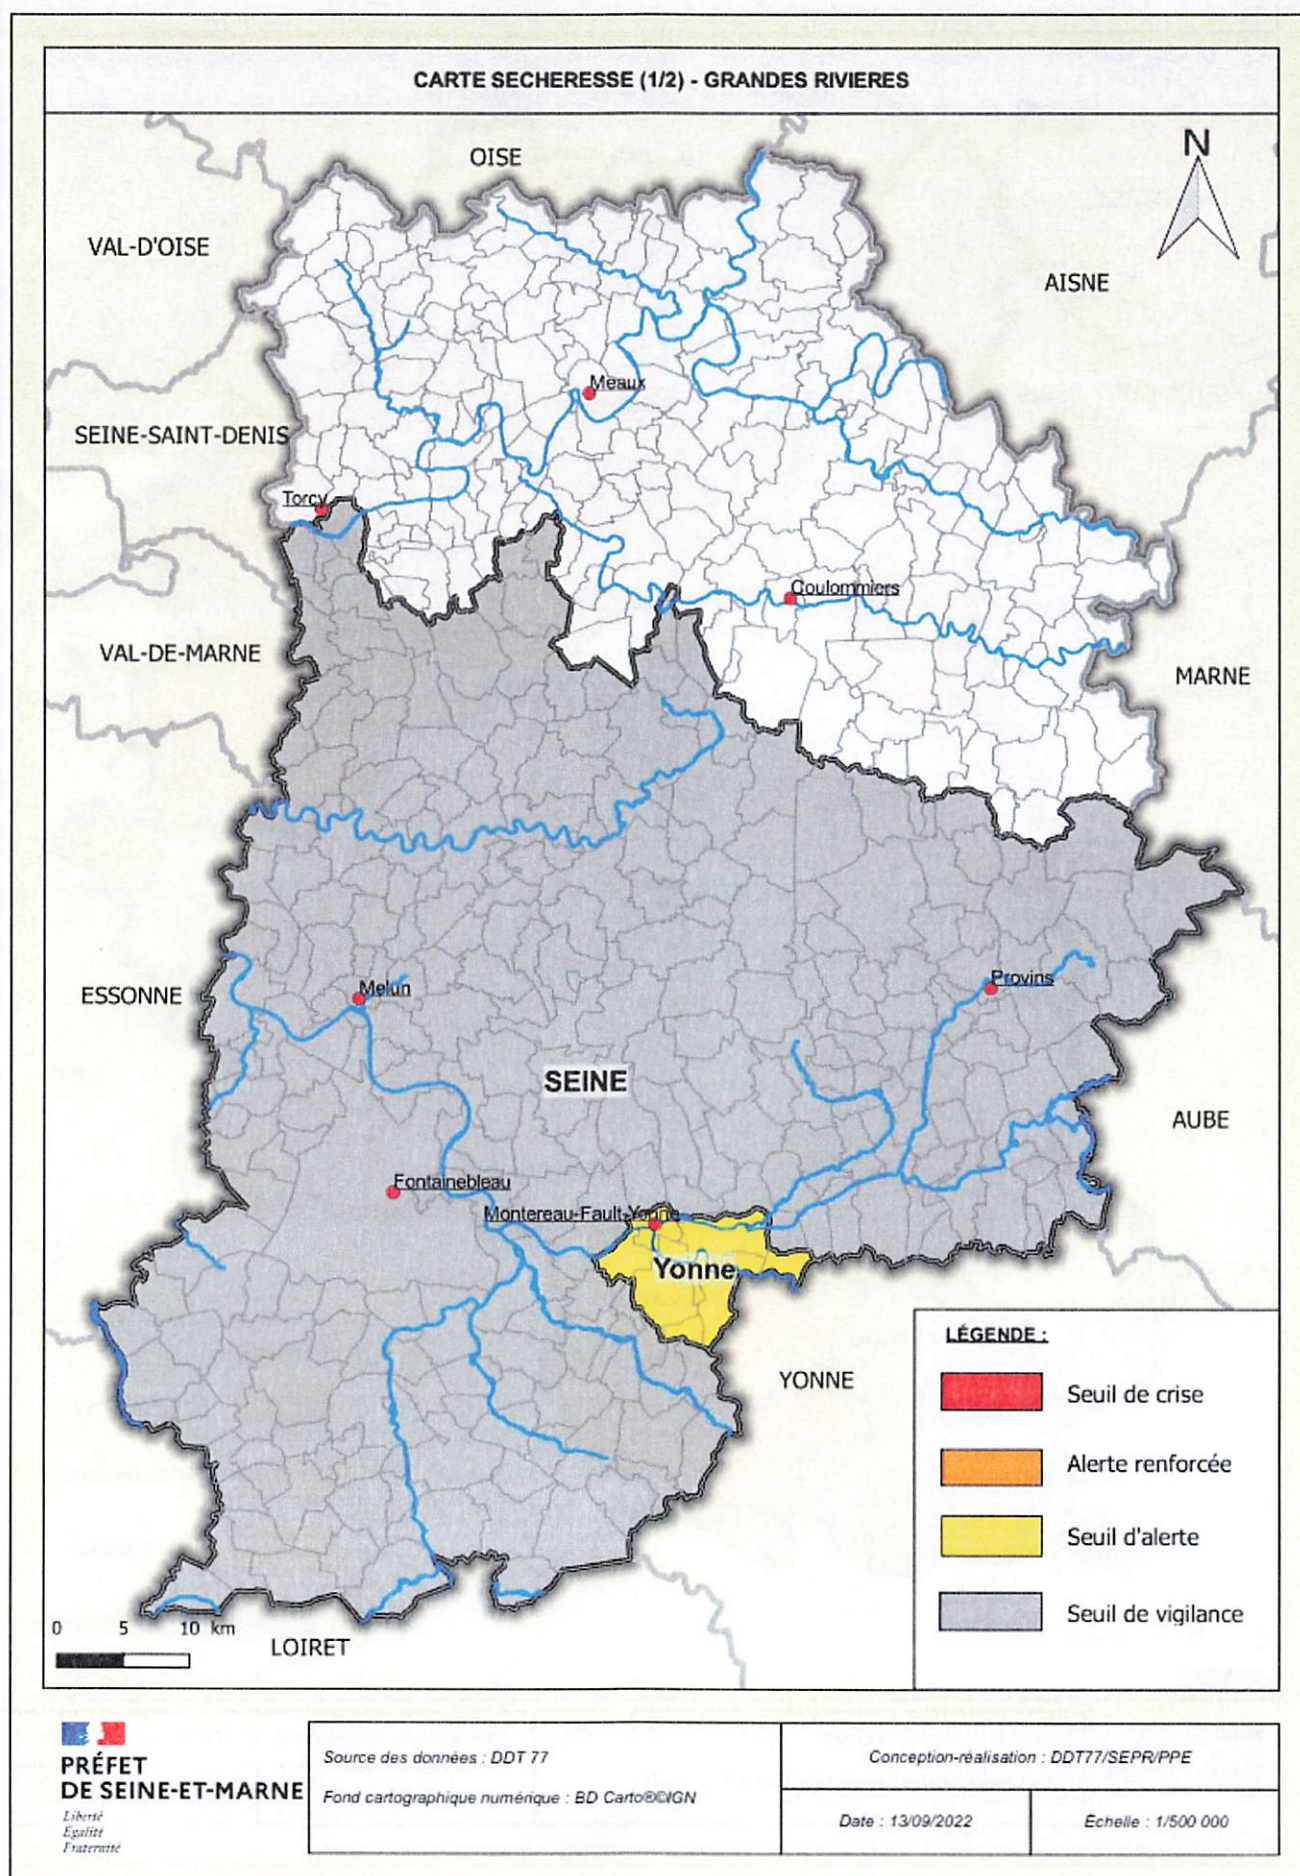 CARTE SECHERESSE (1/2) - GRANDES RIVIERES
N
OISE
VAL-D'OISE
AISNE
Meaux
SEINE-SAINT-DENIS
Torcy
Coulommiers
VAL-DE-MARNE
MARNE
Provins
Melun
ESSONNE
SEINE
AUBE
Fontainebleau
Montereau-Fault-Yonne
Yonne
YONNE
LÉGENDE :
Seuil de crise
Alerte renforcée
Seuil d'alerte
Seuil de vigilance
0 5 10 km
LOIRET
PRÉFET
DE SEINE-ET-MARNE
Liberté
Égalité
Fraternité
Source des données : DDT 77
Fond cartographique numérique : BD Carto®©IGN
Conception-réalisation : DDT77/SEPR/PPE
Date : 13/09/2022
Échelle : 1/500 000